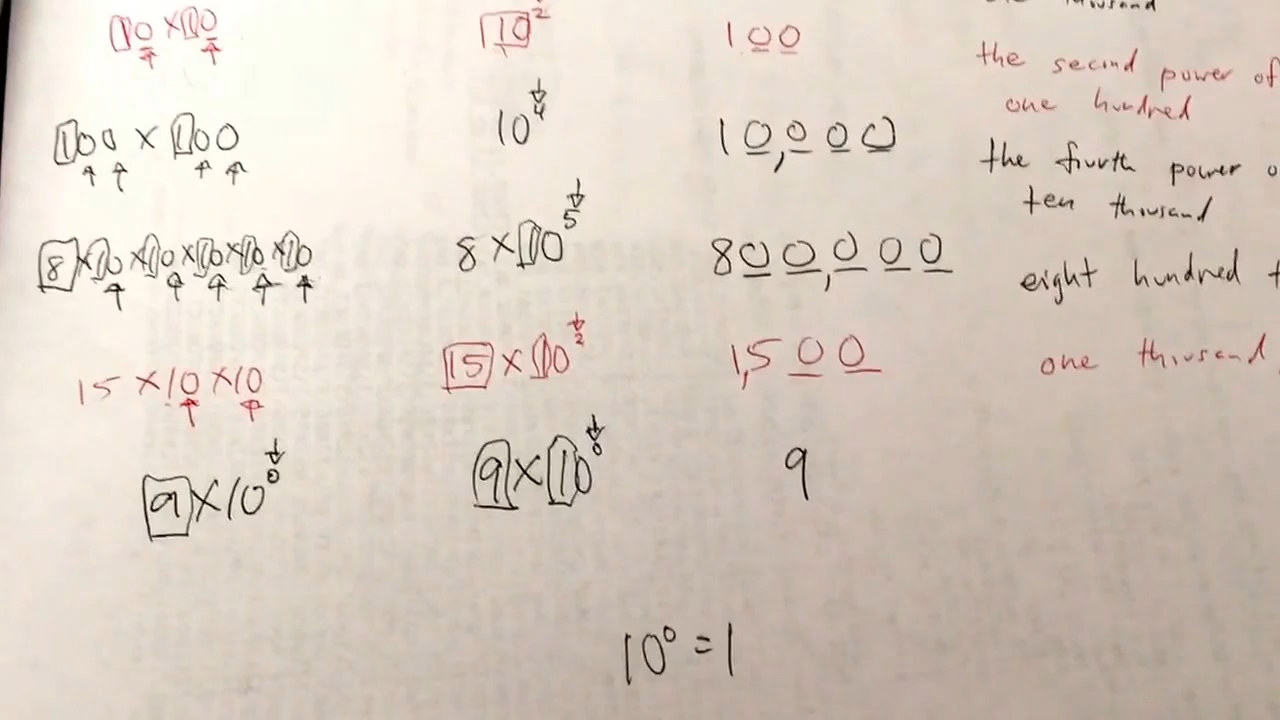 thousand
10 × 10 10² 100 the second power of
one hundred
100 × 100 10⁴ 10,000 the fourth power
ten thousand
8 × 10 × 10 × 10 × 10 × 10 8 × 10⁵ 800,000 eight hundred
15 × 10 × 10 15 × 10² 1,500 one thousand
9 × 10⁰ 9 × 10⁰ 9
10⁰ = 1